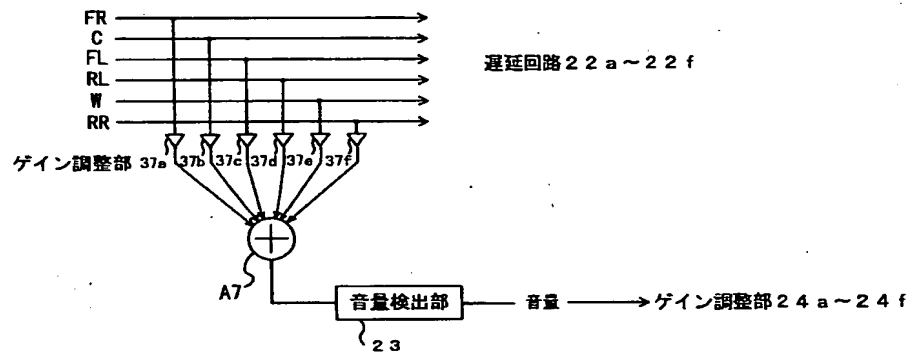 FR
C
FL
遅延回路22a～22f
RL
W
RR
ゲイン調整部 37a 37b 37c 37d 37e 37f
A7
音量検出部 音量 ゲイン調整部24a～24f
23